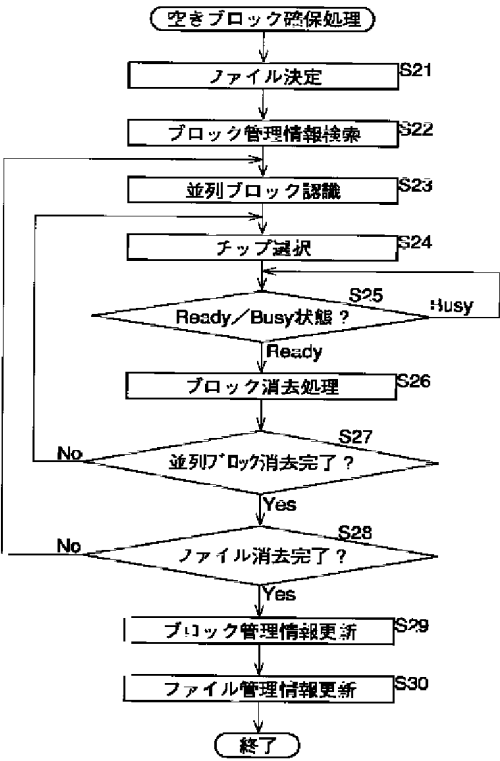 空きブロック確保処理
ファイル決定
S21
ブロック管理情報検索
S22
並列ブロック認識
S23
チップ選択
S24
S25
Ready／Busy状態？
Busy
Ready
ブロック消去処理
S26
S27
No
並列ブロック消去完了？
Yes
S28
No
ファイル消去完了？
Yes
ブロック管理情報更新
S29
ファイル管理情報更新
S30
終了